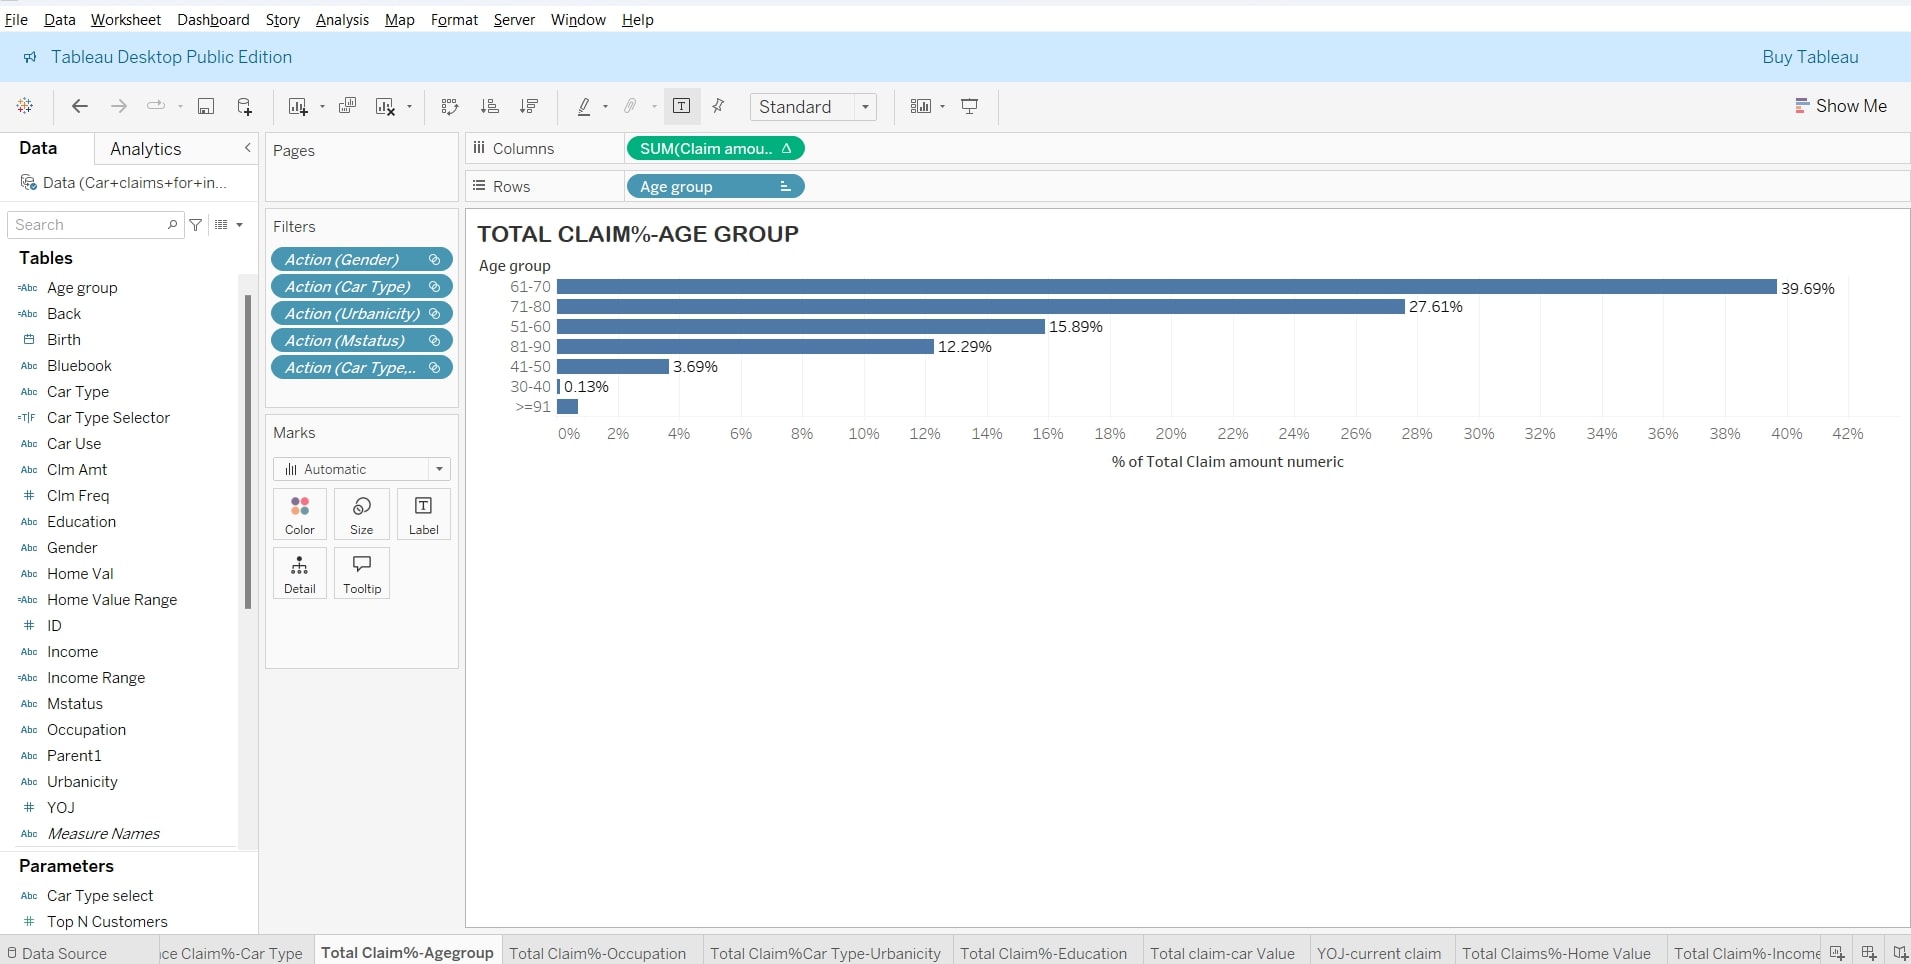 File Data Worksheet Dashboard Story Analysis Map Format Server Window Help
Tableau Desktop Public Edition
Buy Tableau
Standard
Show Me
Data
Analytics
Data (Car+claims+for+in...
Search
Tables
Age group
Back
Birth
Bluebook
Car Type
Car Type Selector
Car Use
Clm Amt
Clm Freq
Education
Gender
Home Val
Home Value Range
ID
Income
Income Range
Mstatus
Occupation
Parent1
Urbanicity
YOJ
Measure Names
Parameters
Car Type select
Top N Customers
Pages
Filters
Action (Gender)
Action (Car Type)
Action (Urbanicity)
Action (Mstatus)
Action (Car Type,..
Marks
Automatic
Color Size Label
Detail Tooltip
Columns
SUM(Claim amou..
Rows
Age group
TOTAL CLAIM%-AGE GROUP
Age group
61-70 39.69%
71-80 27.61%
51-60 15.89%
81-90 12.29%
41-50 3.69%
30-40 0.13%
>=91
0% 2% 4% 6% 8% 10% 12% 14% 16% 18% 20% 22% 24% 26% 28% 30% 32% 34% 36% 38% 40% 42%
% of Total Claim amount numeric
Data Source ce Claim%-Car Type Total Claim%-Agegroup Total Claim%-Occupation Total Claim%Car Type-Urbanicity Total Claim%-Education Total claim-car Value YOJ-current claim Total Claims%-Home Value Total Claim%-Income